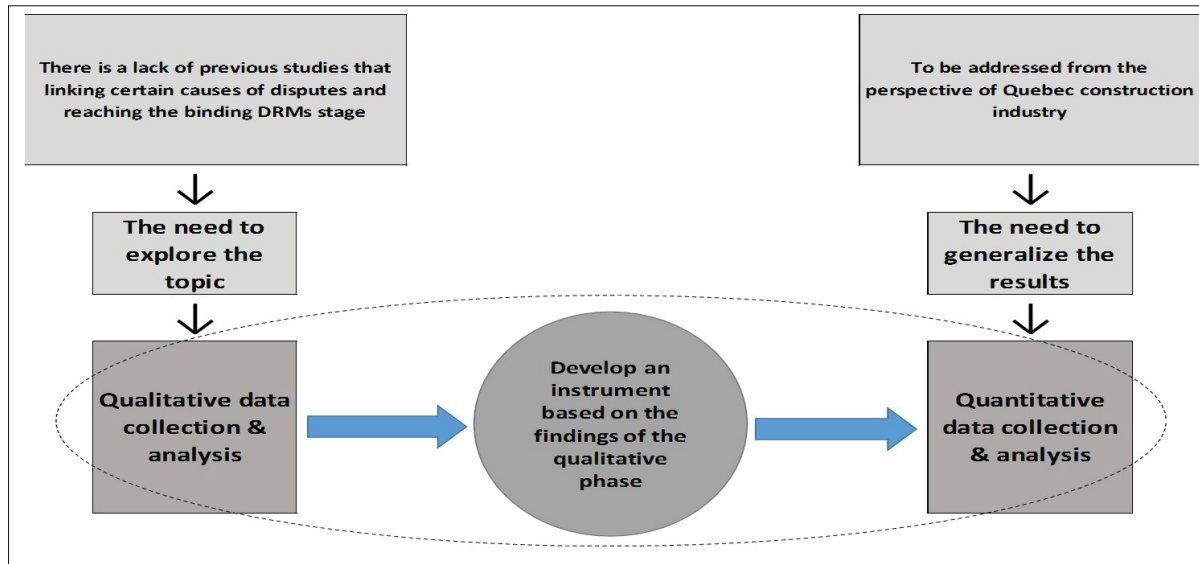 There is a lack of previous studies that
linking certain causes of disputes and
reaching the binding DRMs stage
To be addressed from the
perspective of Quebec construction
industry
The need to
explore the
topic
The need to
generalize the
results
Qualitative data
collection &
analysis
Develop an
instrument
based on the
findings of the
qualitative
phase
Quantitative
data collection
& analysis